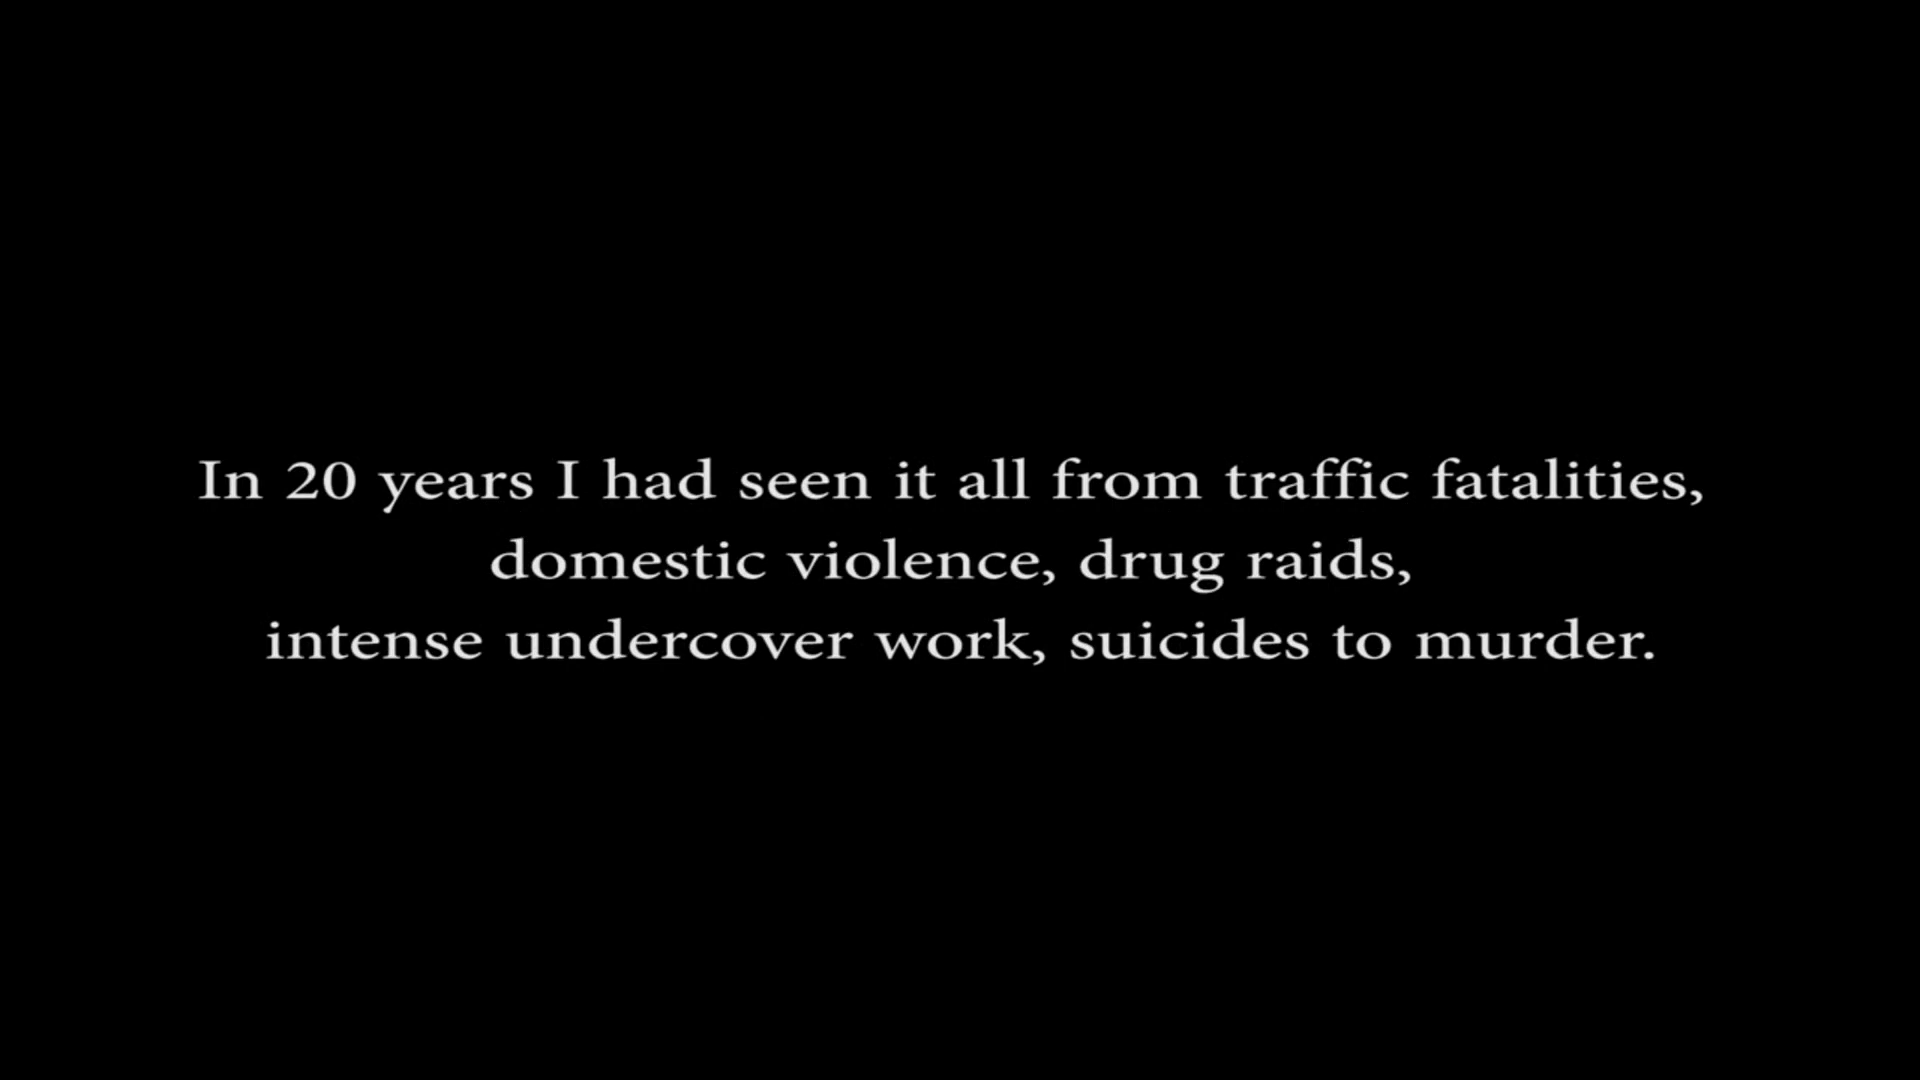 In 20 years I had seen it all from traffic fatalities,
domestic violence, drug raids,
intense undercover work, suicides to murder.